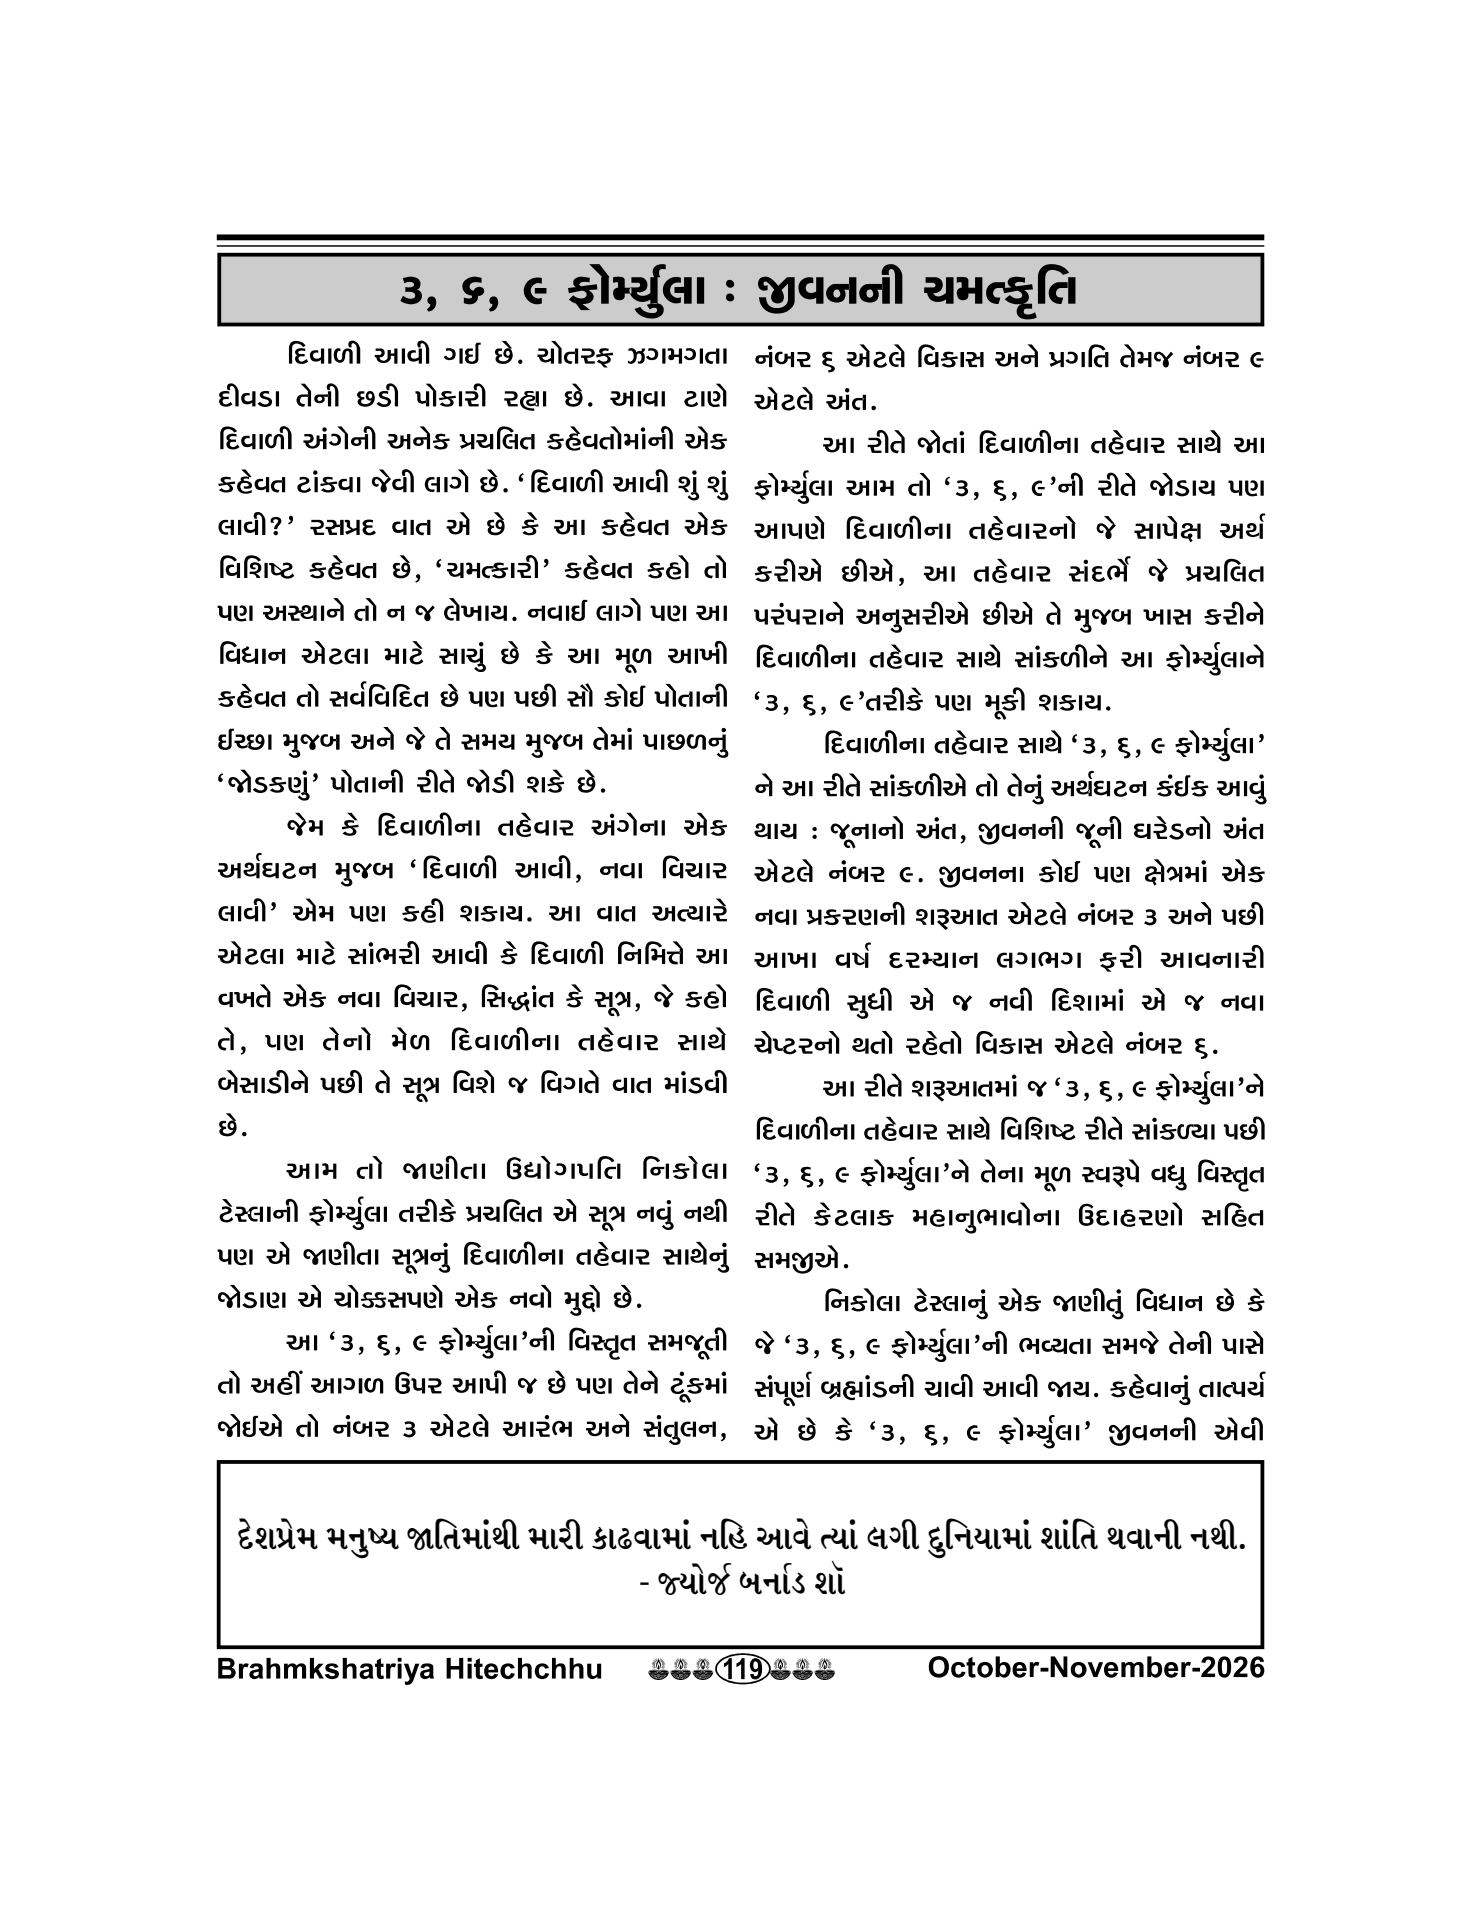 ૩, ૬, ૯ ફોર્મ્યુલા : જીવનની ચમત્કૃતિ
દિવાળી આવી ગઈ છે. ચોતરફ ઝગમગતા
દીવડા તેની છડી પોકારી રહ્યા છે. આવા ટાણે
દિવાળી અંગેની અનેક પ્રચલિત કહેવતોમાંની એક
કહેવત ટાંકવા જેવી લાગે છે. ‘દિવાળી આવી શું શું
લાવી?’ રસપ્રદ વાત એ છે કે આ કહેવત એક
વિશિષ્ટ કહેવત છે, ‘ચમત્કારી’ કહેવત કહો તો
પણ અસ્થાને તો ન જ લેખાય. નવાઈ લાગે પણ આ
વિધાન એટલા માટે સાચું છે કે આ મૂળ આખી
કહેવત તો સર્વવિદિત છે પણ પછી સૌ કોઈ પોતાની
ઈચ્છા મુજબ અને જે તે સમય મુજબ તેમાં પાછળનું
‘જોડકણું’ પોતાની રીતે જોડી શકે છે.
જેમ કે દિવાળીના તહેવાર અંગેના એક
અર્થઘટન મુજબ ‘દિવાળી આવી, નવા વિચાર
લાવી’ એમ પણ કહી શકાય. આ વાત અત્યારે
એટલા માટે સાંભરી આવી કે દિવાળી નિમિત્તે આ
વખતે એક નવા વિચાર, સિદ્ધાંત કે સૂત્ર, જે કહો
તે, પણ તેનો મેળ દિવાળીના તહેવાર સાથે
બેસાડીને પછી તે સૂત્ર વિશે જ વિગતે વાત માંડવી
છે.
આમ તો જાણીતા ઉદ્યોગપતિ નિકોલા
ટેસ્લાની ફોર્મ્યુલા તરીકે પ્રચલિત એ સૂત્ર નવું નથી
પણ એ જાણીતા સૂત્રનું દિવાળીના તહેવાર સાથેનું
જોડાણ એ ચોક્કસપણે એક નવો મુદ્દો છે.
આ ‘૩, ૬, ૯ ફોર્મ્યુલા’ની વિસ્તૃત સમજૂતી
તો અહીં આગળ ઉપર આપી જ છે પણ તેને ટૂંકમાં
જોઈએ તો નંબર ૩ એટલે આરંભ અને સંતુલન,
નંબર ૬ એટલે વિકાસ અને પ્રગતિ તેમજ નંબર ૯
એટલે અંત.
આ રીતે જોતાં દિવાળીના તહેવાર સાથે આ
ફોર્મ્યુલા આમ તો ‘૩, ૬, ૯’ની રીતે જોડાય પણ
આપણે દિવાળીના તહેવારનો જે સાપેક્ષ અર્થ
કરીએ છીએ, આ તહેવાર સંદર્ભે જે પ્રચલિત
પરંપરાને અનુસરીએ છીએ તે મુજબ ખાસ કરીને
દિવાળીના તહેવાર સાથે સાંકળીને આ ફોર્મ્યુલાને
‘૩, ૬, ૯’તરીકે પણ મૂકી શકાય.
દિવાળીના તહેવાર સાથે ‘૩, ૬, ૯ ફોર્મ્યુલા’
ને આ રીતે સાંકળીએ તો તેનું અર્થઘટન કંઈક આવું
થાય : જૂનાનો અંત, જીવનની જૂની ઘરેડનો અંત
એટલે નંબર ૯. જીવનના કોઈ પણ ક્ષેત્રમાં એક
નવા પ્રકરણની શરૂઆત એટલે નંબર ૩ અને પછી
આખા વર્ષ દરમ્યાન લગભગ ફરી આવનારી
દિવાળી સુધી એ જ નવી દિશામાં એ જ નવા
ચેપ્ટરનો થતો રહેતો વિકાસ એટલે નંબર ૬.
આ રીતે શરૂઆતમાં જ ‘૩, ૬, ૯ ફોર્મ્યુલા’ને
દિવાળીના તહેવાર સાથે વિશિષ્ટ રીતે સાંકળ્યા પછી
‘૩, ૬, ૯ ફોર્મ્યુલા’ને તેના મૂળ સ્વરૂપે વધુ વિસ્તૃત
રીતે કેટલાક મહાનુભાવોના ઉદાહરણો સહિત
સમજીએ.
નિકોલા ટેસ્લાનું એક જાણીતું વિધાન છે કે
જે ‘૩, ૬, ૯ ફોર્મ્યુલા’ની ભવ્યતા સમજે તેની પાસે
સંપૂર્ણ બ્રહ્માંડની ચાવી આવી જાય. કહેવાનું તાત્પર્ય
એ છે કે ‘૩, ૬, ૯ ફોર્મ્યુલા’ જીવનની એવી
દેશપ્રેમ મનુષ્ય જાતિમાંથી મારી કાઢવામાં નહિ આવે ત્યાં લગી દુનિયામાં શાંતિ થવાની નથી.
- જ્યોર્જ બર્નાડ શૉ
Brahmkshatriya Hitechchhu 119 October-November-2026